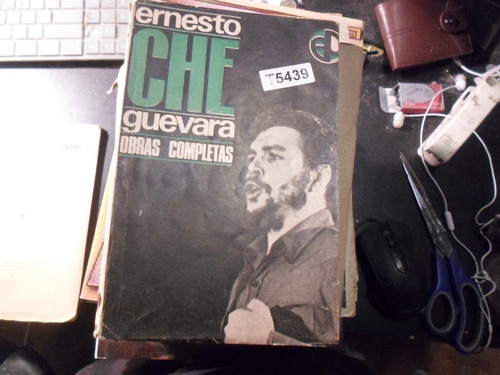 ernesto
CHE
guevara
OBRAS COMPLETAS
T5439